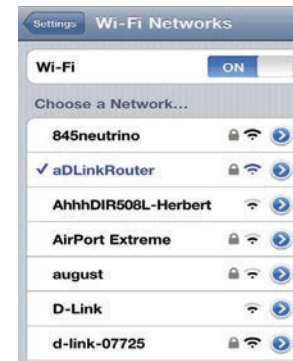 Settings Wi-Fi Networks
Wi-Fi ON
Choose a Network...
845neutrino
aDLinkRouter
AhhhDIR508L-Herbert
AirPort Extreme
august
D-Link
d-link-07725